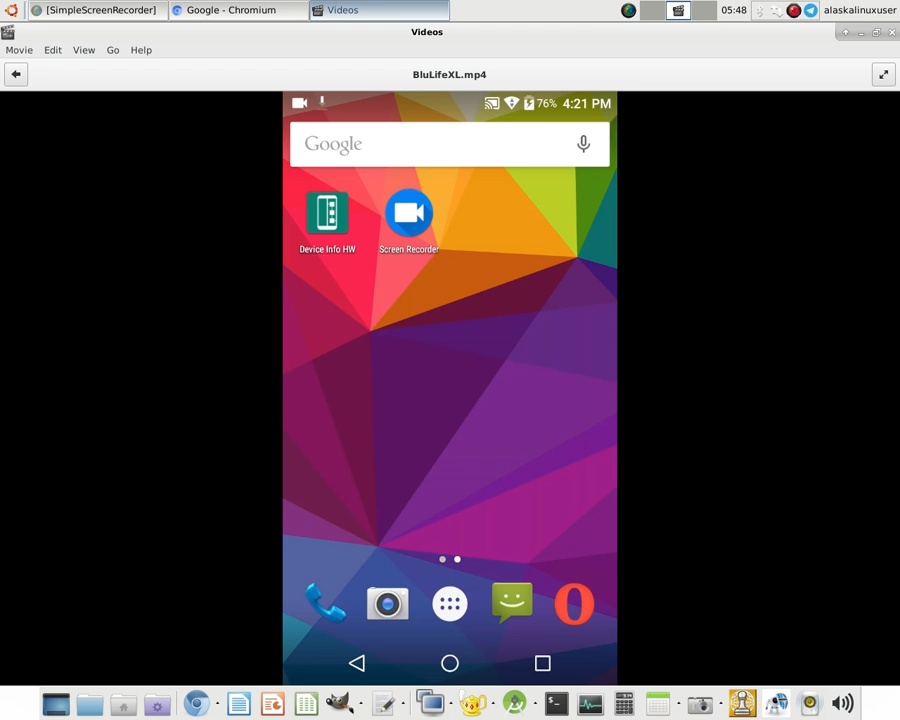 [SimpleScreenRecorder]
Google - Chromium
Videos
05:48
alaskalinuxuser
Videos
Movie Edit View Go Help
BluLifeXL.mp4
76% 4:21 PM
Google
Device Info HW
Screen Recorder